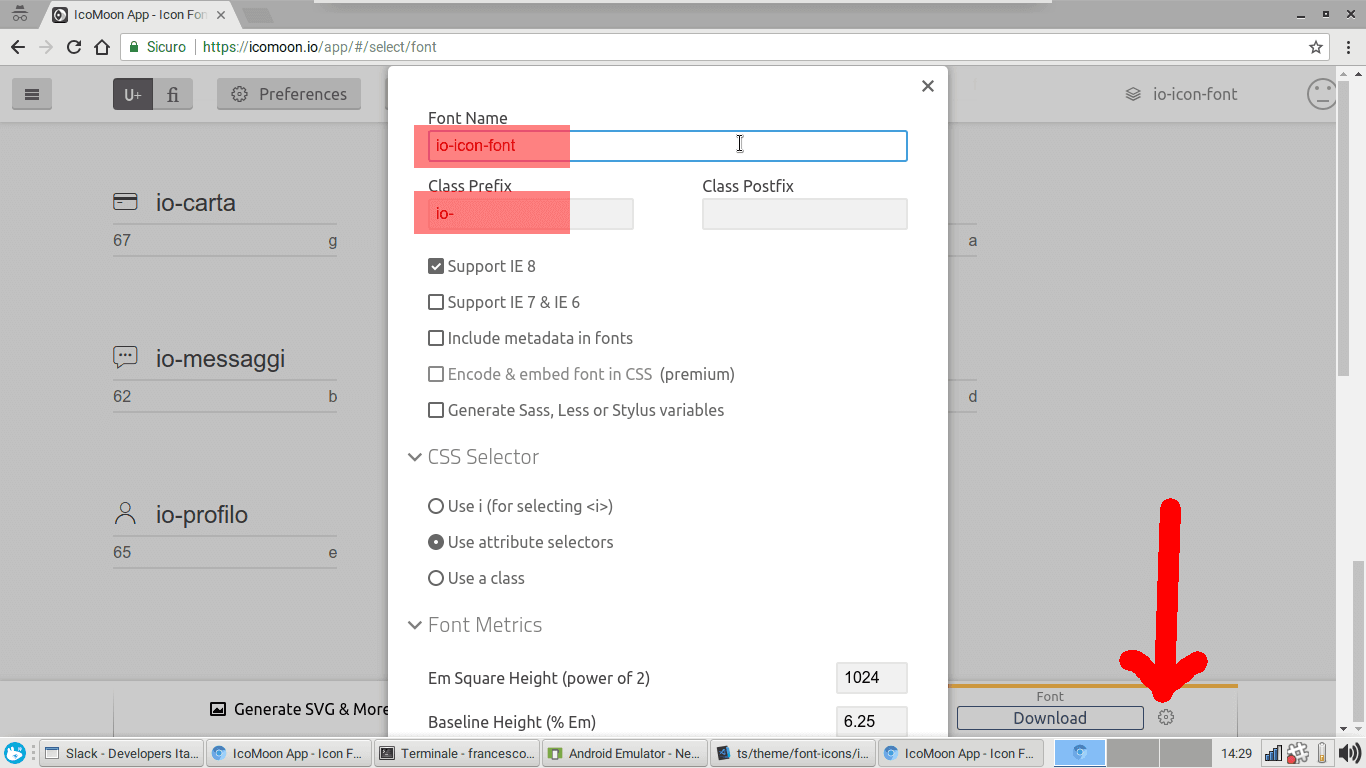 IcoMoon App - Icon Fon
Sicuro
https://icomoon.io/app/#/select/font
U+
fi
Preferences
io-icon-font
Font Name
io-icon-font
Class Prefix
Class Postfix
io-
io-carta
67
g
a
Support IE 8
Support IE 7 & IE 6
Include metadata in fonts
Encode & embed font in CSS (premium)
Generate Sass, Less or Stylus variables
io-messaggi
62
b
d
CSS Selector
Use i (for selecting <i>)
Use attribute selectors
Use a class
io-profilo
65
e
Font Metrics
Em Square Height (power of 2)
1024
Baseline Height (% Em)
6.25
Generate SVG & More
Font
Download
Slack - Developers Ita...
IcoMoon App - Icon F...
Terminale - francesco...
Android Emulator - Ne...
ts/theme/font-icons/i...
IcoMoon App - Icon F...
14:29